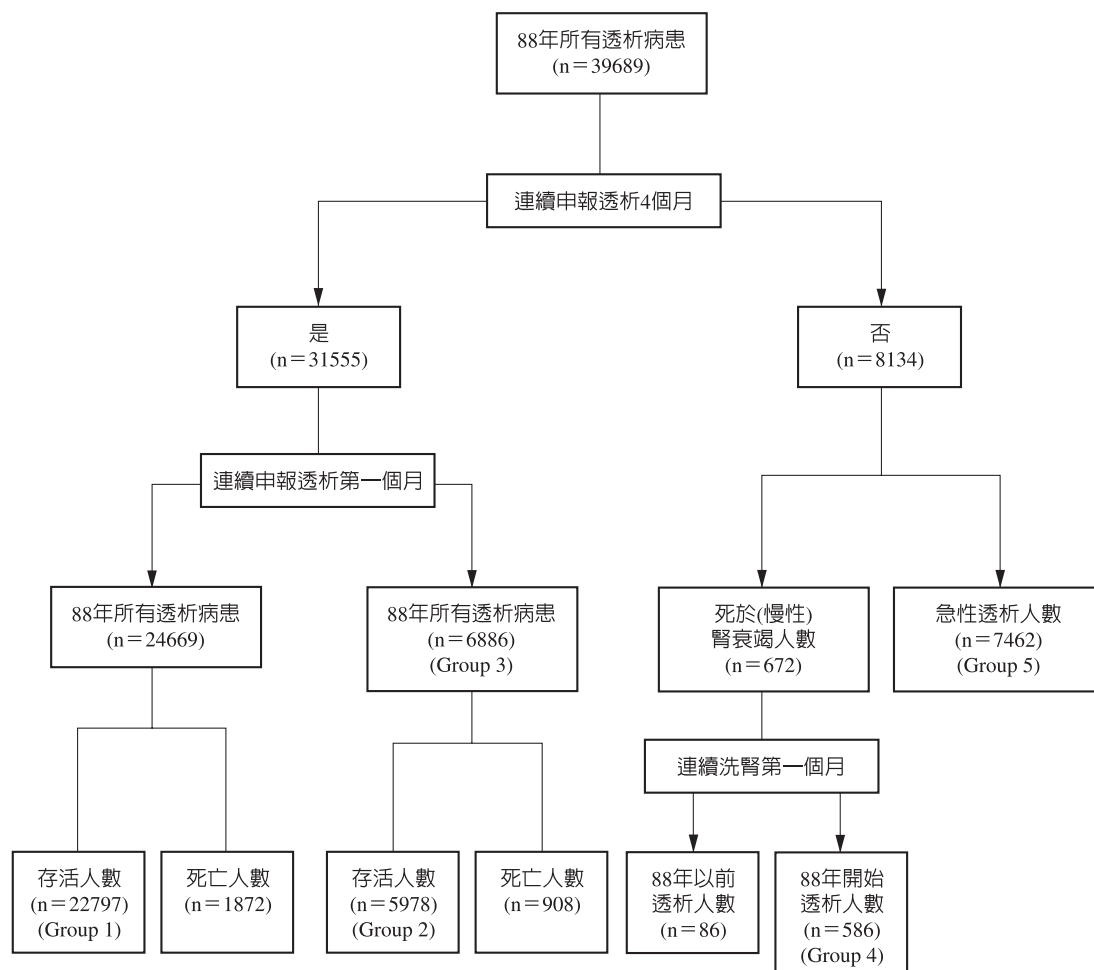 88年所有透析病患
(n＝39689)
連續申報透析4個月
是
(n＝31555)
否
(n＝8134)
連續申報透析第一個月
88年所有透析病患
(n＝24669)
88年所有透析病患
(n＝6886)
(Group 3)
死於(慢性)
腎衰竭人數
(n＝672)
急性透析人數
(n＝7462)
(Group 5)
連續洗腎第一個月
存活人數
(n＝22797)
(Group 1)
死亡人數
(n＝1872)
存活人數
(n＝5978)
(Group 2)
死亡人數
(n＝908)
88年以前
透析人數
(n＝86)
88年開始
透析人數
(n＝586)
(Group 4)